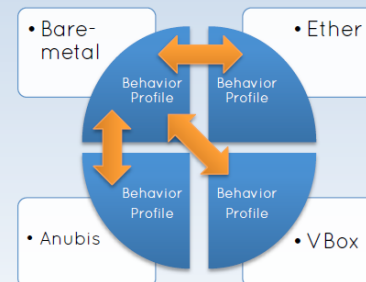 • Bare-
metal
• Ether
Behavior
Profile
Behavior
Profile
Behavior
Profile
Behavior
Profile
• Anubis
• VBox